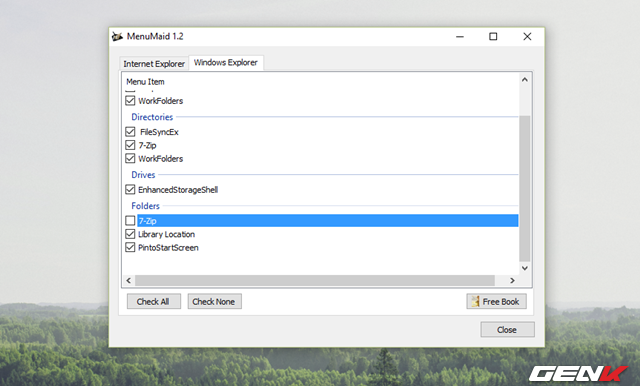 MenuMaid 1.2
Internet Explorer
Windows Explorer
Menu Item
WorkFolders
Directories
FileSyncEx
7-Zip
WorkFolders
Drives
EnhancedStorageShell
Folders
7-Zip
Library Location
PintoStartScreen
Check All
Check None
Free Book
Close
GENK